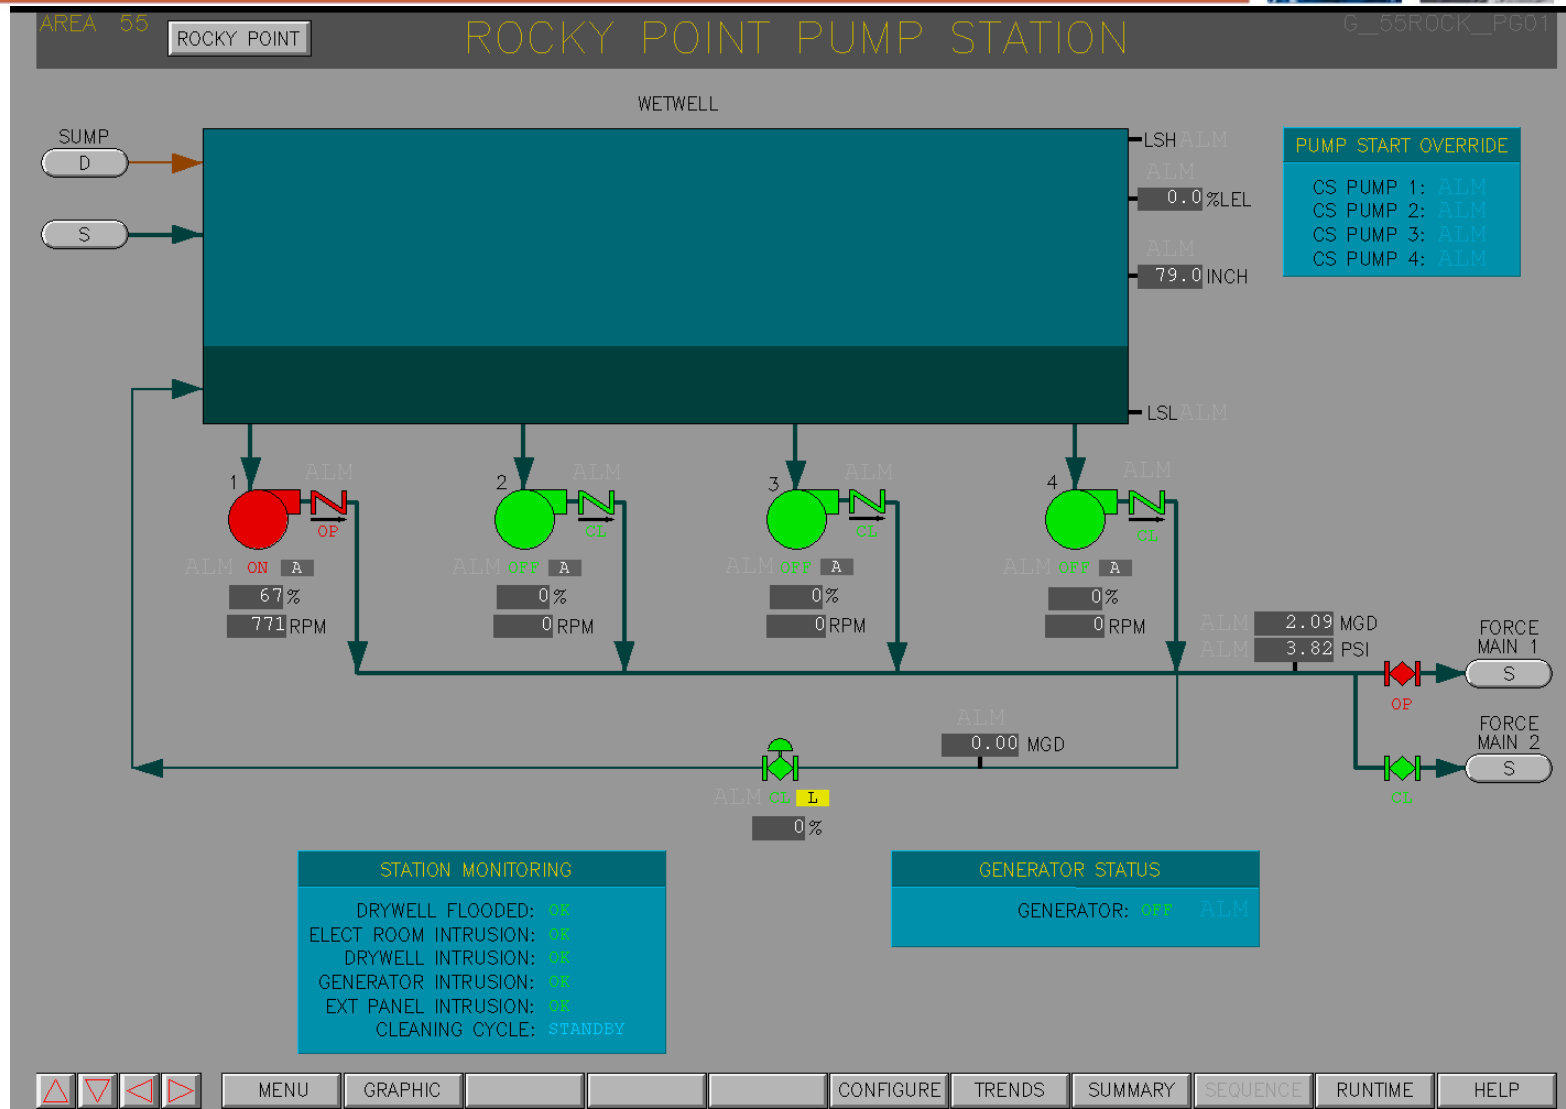 AREA 55
ROCKY POINT
ROCKY POINT PUMP STATION
G_55ROCK_PG01
WETWELL
SUMP
D
S
LSH ALM
ALM
0.0 %LEL
ALM
79.0 INCH
LSL ALM
PUMP START OVERRIDE
CS PUMP 1: ALM
CS PUMP 2: ALM
CS PUMP 3: ALM
CS PUMP 4: ALM
1 ALM
OP
ALM ON A
67 %
771 RPM
2 ALM
CL
ALM OFF A
0 %
0 RPM
3 ALM
CL
ALM OFF A
0 %
0 RPM
4 ALM
CL
ALM OFF A
0 %
0 RPM
ALM 2.09 MGD
ALM 3.82 PSI
FORCE
MAIN 1
S
OP
FORCE
MAIN 2
S
CL
ALM
0.00 MGD
ALM CL L
0 %
STATION MONITORING
DRYWELL FLOODED: OK
ELECT ROOM INTRUSION: OK
DRYWELL INTRUSION: OK
GENERATOR INTRUSION: OK
EXT PANEL INTRUSION: OK
CLEANING CYCLE: STANDBY
GENERATOR STATUS
GENERATOR: OFF ALM
MENU GRAPHIC CONFIGURE TRENDS SUMMARY SEQUENCE RUNTIME HELP